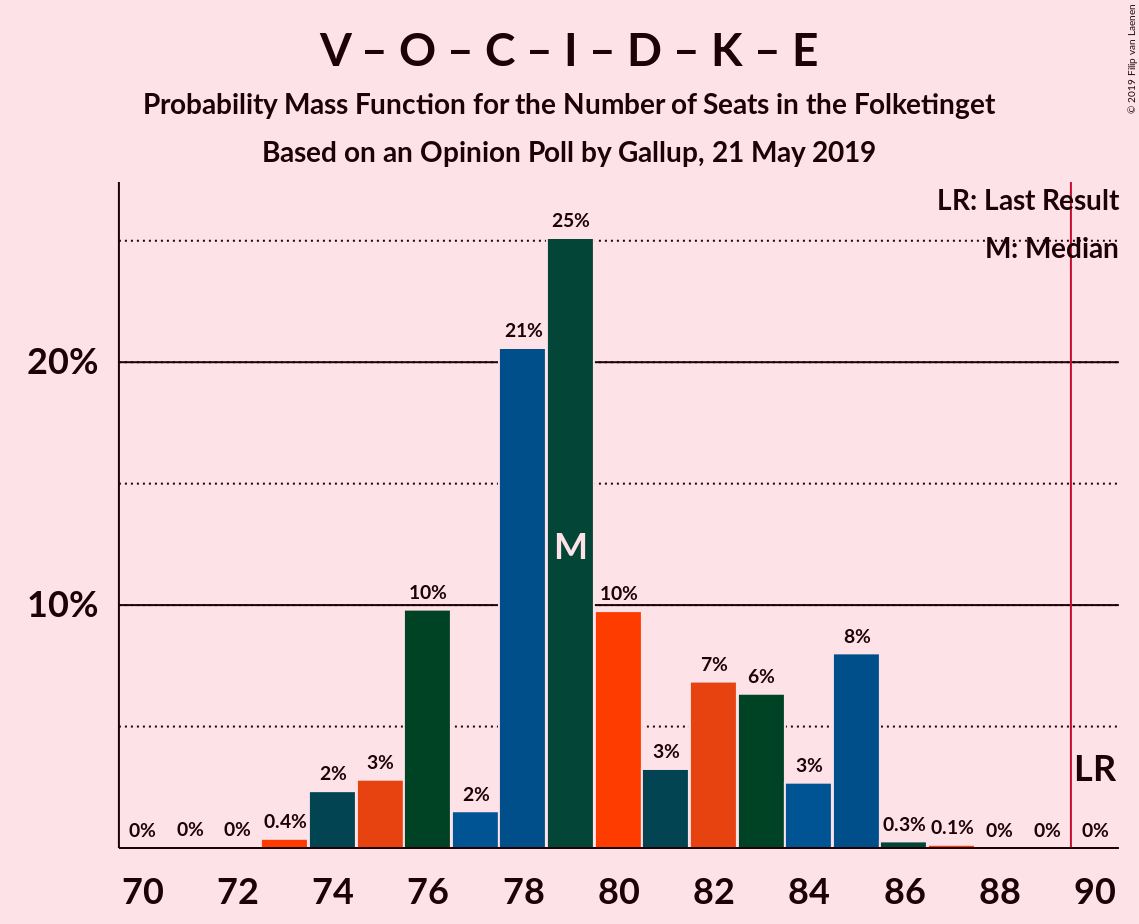 V – O – C – I – D – K – E
Probability Mass Function for the Number of Seats in the Folketinget
Based on an Opinion Poll by Gallup, 21 May 2019
© 2019 Filip van Laenen
LR: Last Result
M: Median
25%
21%
20%
M
10%
10%
10%
8%
7%
6%
3%
3%
3%
2%
2%
LR
0%
0%
0%
0.4%
0.3%
0.1%
0%
0%
0%
70 72 74 76 78 80 82 84 86 88 90